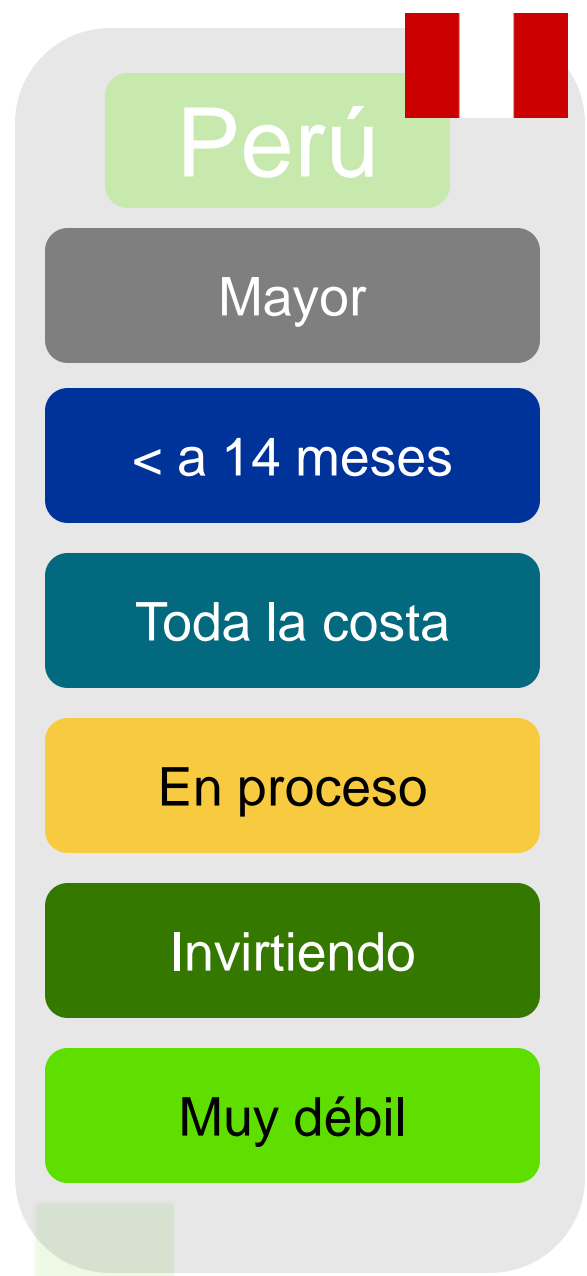 Perú
Mayor
< a 14 meses
Toda la costa
En proceso
Invirtiendo
Muy débil